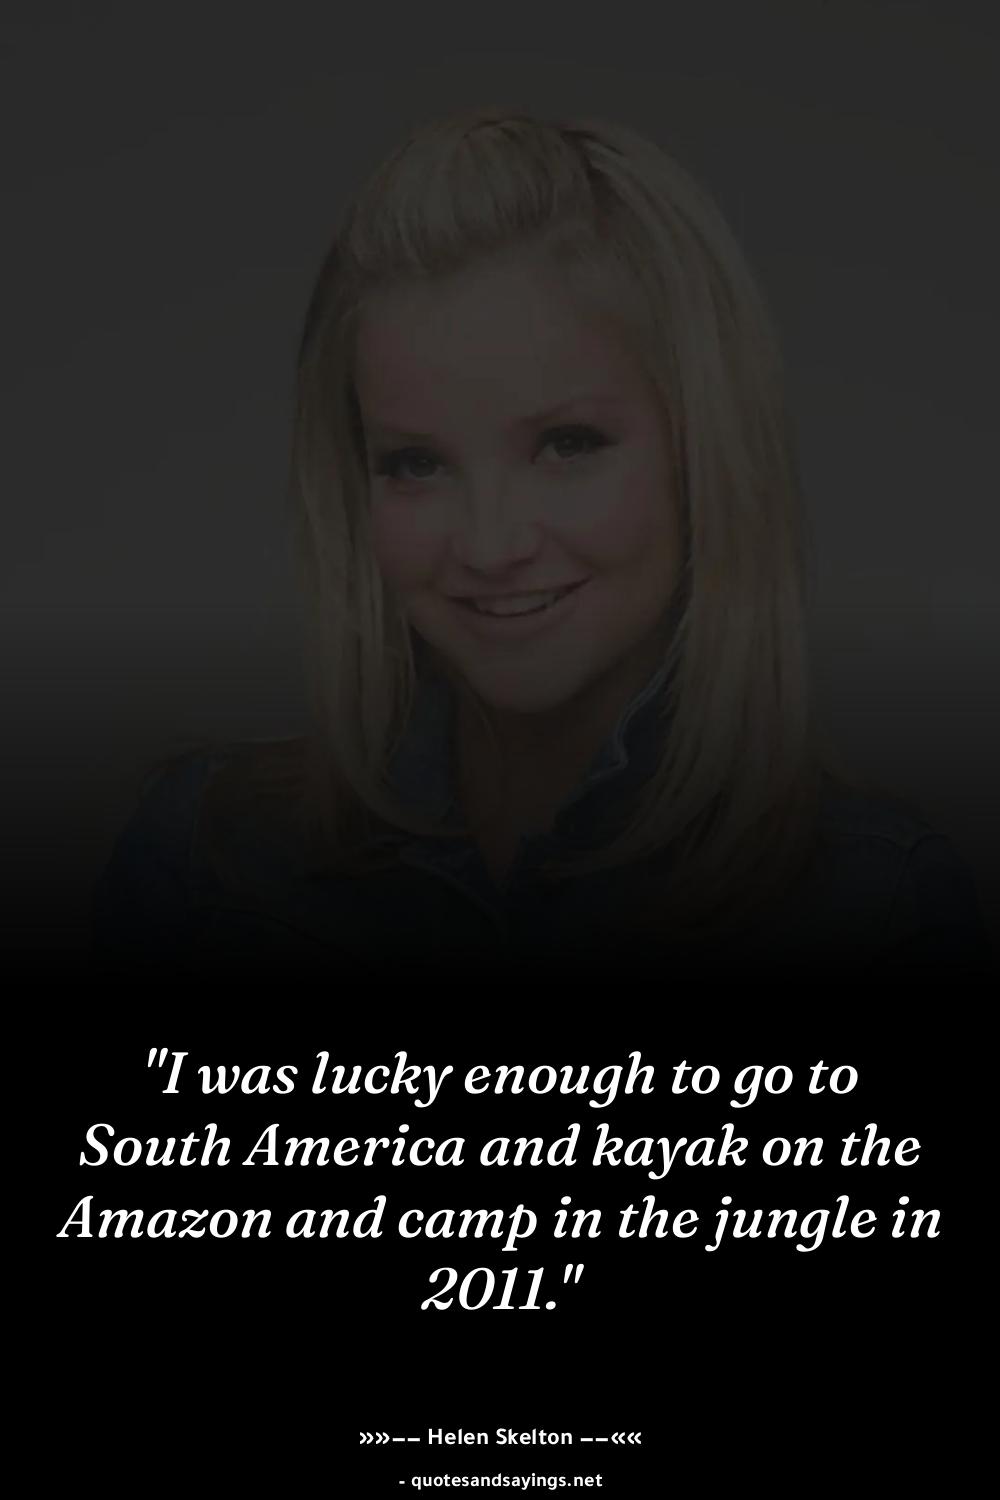 "I was lucky enough to go to
South America and kayak on the
Amazon and camp in the jungle in
2011."
»»−− Helen Skelton −−««
- quotesandsayings.net